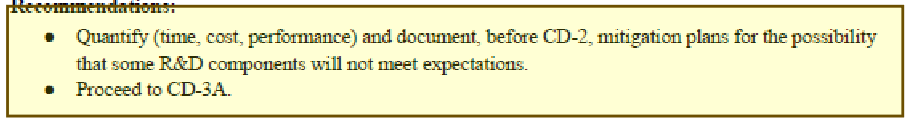 Recommendations:
● Quantify (time, cost, performance) and document, before CD-2, mitigation plans for the possibility
that some R&D components will not meet expectations.
● Proceed to CD-3A.